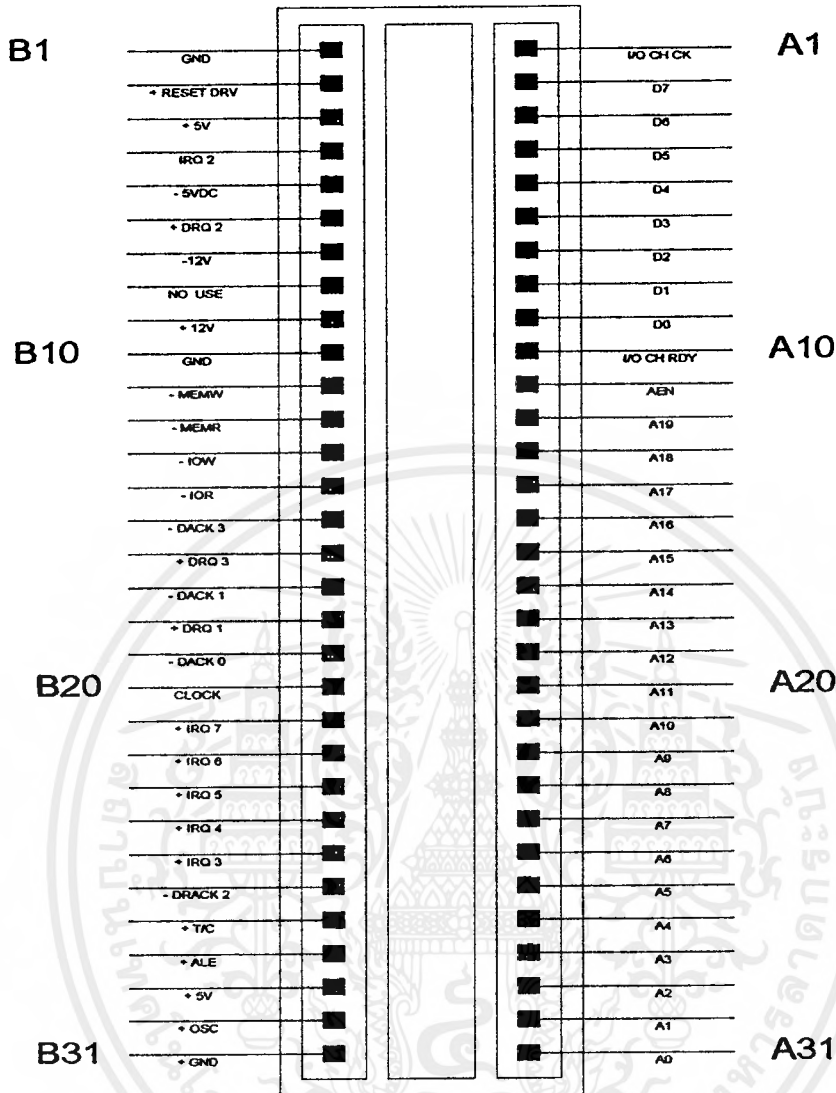 B1 GND I/O CH CK A1
+ RESET DRV D7
+ 5V D6
IRQ 2 D5
- 5VDC D4
+ DRQ 2 D3
-12V D2
NO USE D1
+ 12V D0
B10 GND I/O CH RDY A10
- MEMW AEN
- MEMR A19
- IOW A18
- IOR A17
- DACK 3 A16
+ DRQ 3 A15
- DACK 1 A14
+ DRQ 1 A13
- DACK 0 A12
B20 CLOCK A11 A20
+ IRQ 7 A10
+ IRQ 6 A9
+ IRQ 5 A8
+ IRQ 4 A7
+ IRQ 3 A6
- DRACK 2 A5
+ T/C A4
+ ALE A3
+ 5V A2
+ OSC A1
B31 + GND A0 A31